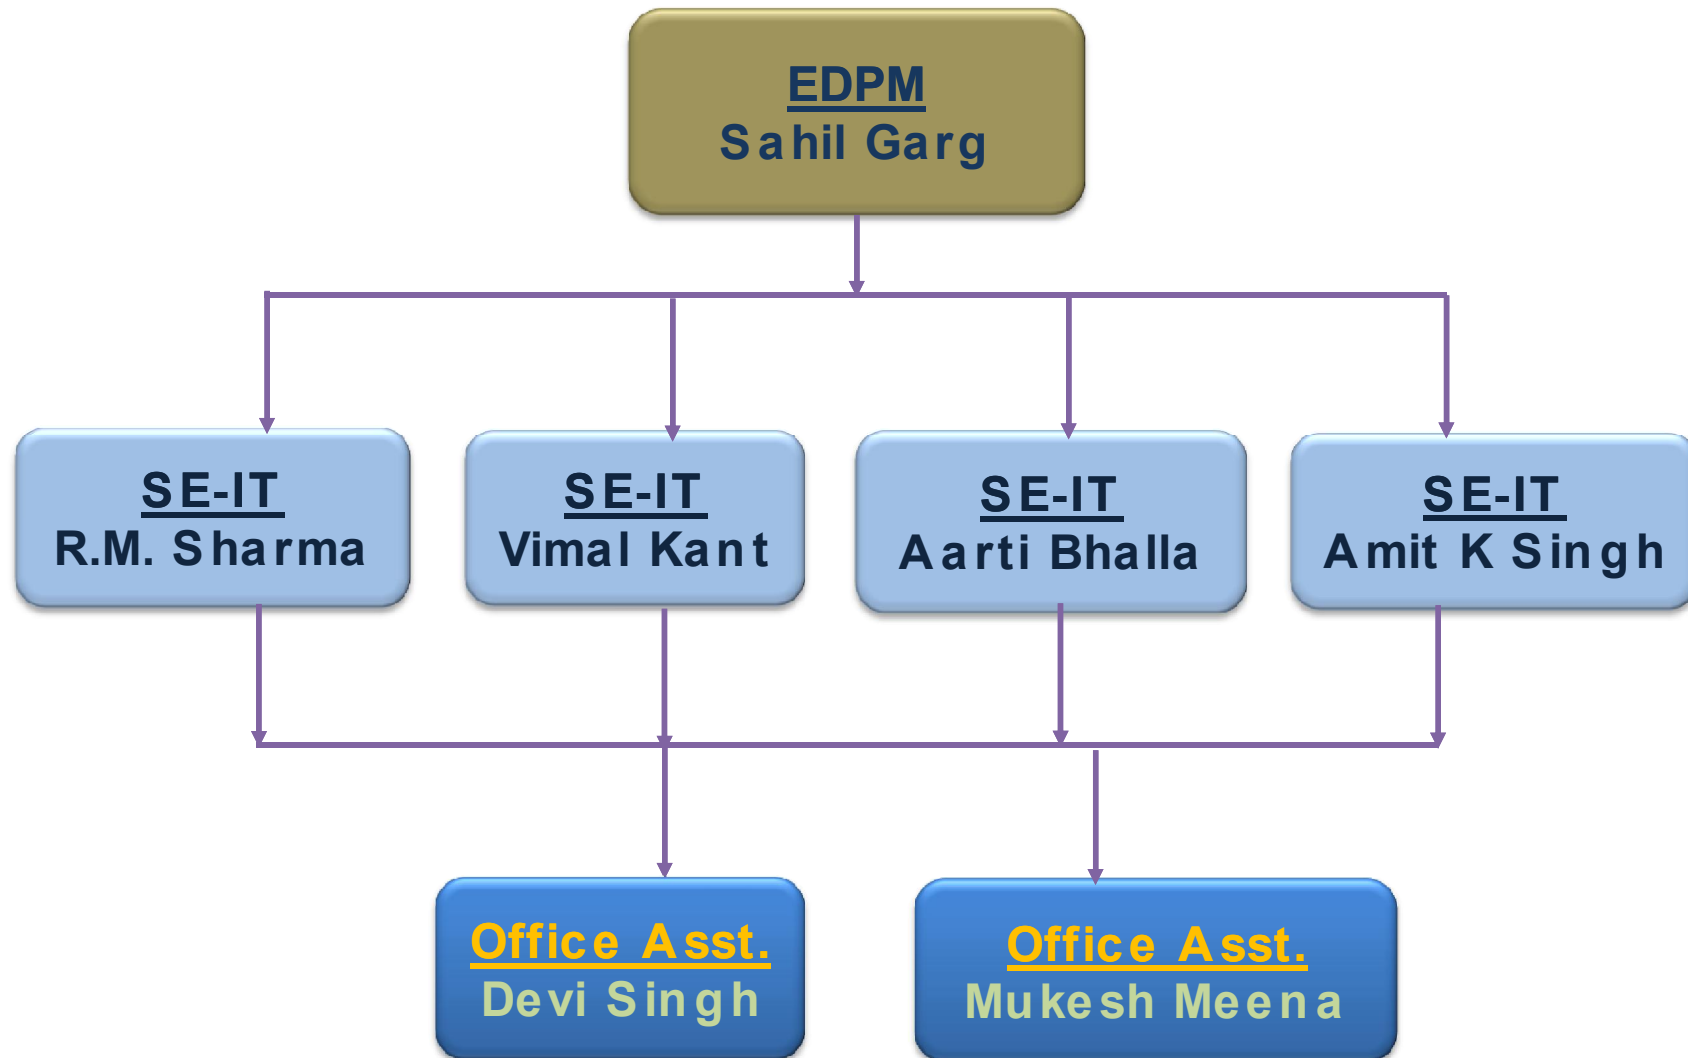 EDPM
Sahil Garg
SE-IT
R.M. Sharma
SE-IT
Vimal Kant
SE-IT
Aarti Bhalla
SE-IT
Amit K Singh
Office Asst.
Devi Singh
Office Asst.
Mukesh Meena